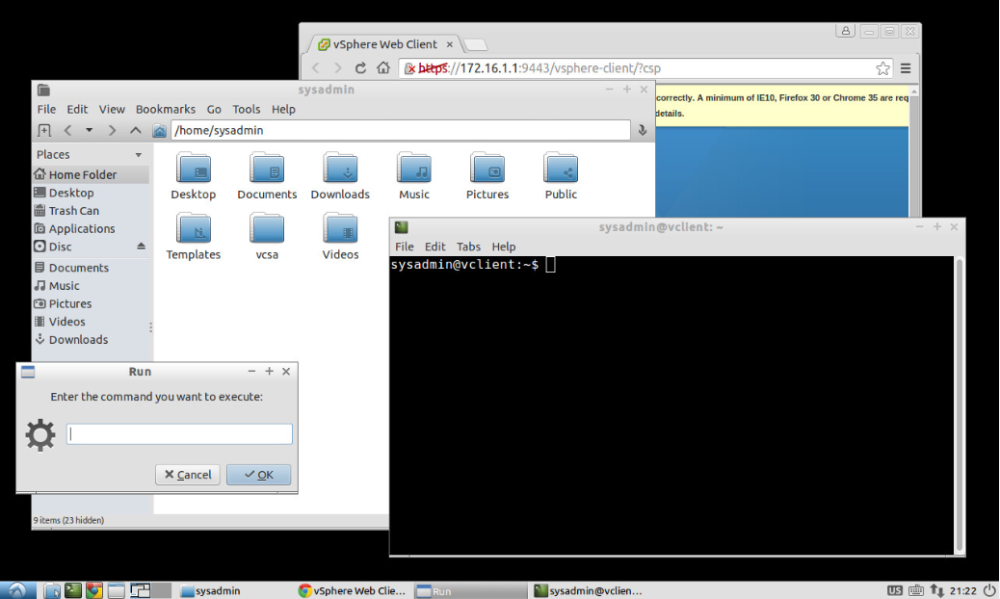 vSphere Web Client
https://172.16.1.1:9443/vsphere-client/?csp
correctly. A minimum of IE10, Firefox 30 or Chrome 35 are req
details.
sysadmin
File Edit View Bookmarks Go Tools Help
/home/sysadmin
Places
Home Folder
Desktop
Trash Can
Applications
Disc
Documents
Music
Pictures
Videos
Downloads
Desktop Documents Downloads Music Pictures Public
Templates vcsa Videos
9 items (23 hidden)
sysadmin@vclient: ~
File Edit Tabs Help
sysadmin@vclient:~$
Run
Enter the command you want to execute:
Cancel OK
sysadmin vSphere Web Clie... Run sysadmin@vclien... US 21:22